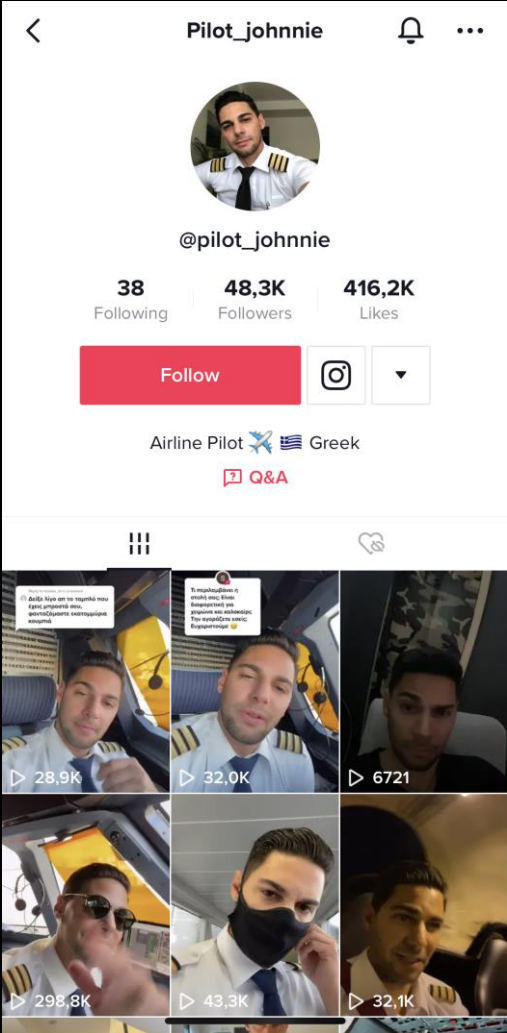 Pilot_johnnie
@pilot_johnnie
38
48,3K
416,2K
Following
Followers
Likes
Follow
Airline Pilot ✈️ 🇬🇷 Greek
Q&A
Δείξε λίγο απ το ταμπλό που
έχεις μπροστά σου,
φανταζόμαστε εκατομμύρια
κουμπιά
Τι περιλαμβάνει η
στολή σας; Είναι
διαφορετική για
χειμώνα και καλοκαίρι;
Την αγοράζετε εσείς;
Ευχαριστούμε 😊
28,9K
32,0K
6721
298,8K
43,3K
32,1K